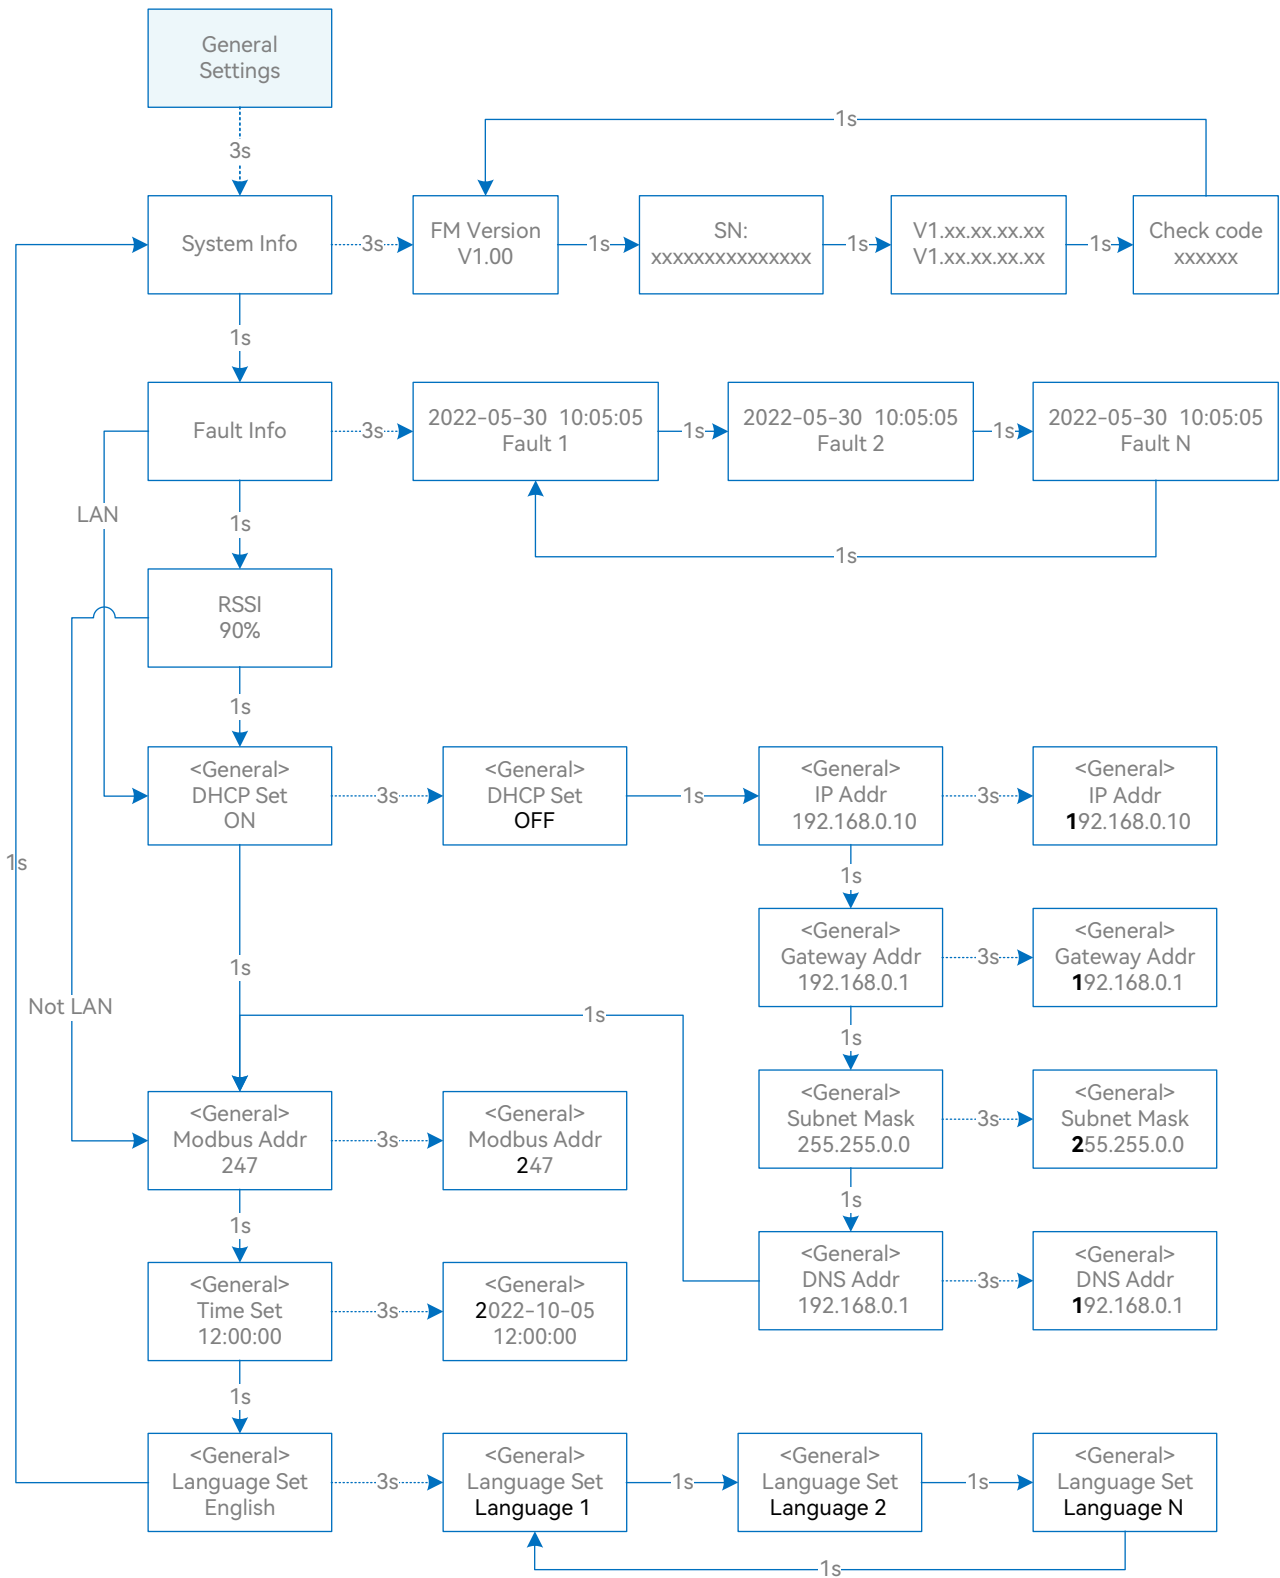 General
Settings
3s
1s
System Info
3s
FM Version
V1.00
1s
SN:
xxxxxxxxxxxxxxx
1s
V1.xx.xx.xx.xx
V1.xx.xx.xx.xx
1s
Check code
xxxxxx
1s
Fault Info
3s
2022-05-30 10:05:05
Fault 1
1s
2022-05-30 10:05:05
Fault 2
1s
2022-05-30 10:05:05
Fault N
LAN
1s
1s
RSSI
90%
1s
<General>
DHCP Set
ON
3s
<General>
DHCP Set
OFF
1s
<General>
IP Addr
192.168.0.10
3s
<General>
IP Addr
192.168.0.10
1s
1s
<General>
Gateway Addr
192.168.0.1
3s
<General>
Gateway Addr
192.168.0.1
1s
Not LAN
1s
1s
<General>
Modbus Addr
247
3s
<General>
Modbus Addr
247
<General>
Subnet Mask
255.255.0.0
3s
<General>
Subnet Mask
255.255.0.0
1s
1s
<General>
Time Set
12:00:00
3s
2022-10-05
12:00:00
<General>
DNS Addr
192.168.0.1
3s
<General>
DNS Addr
192.168.0.1
1s
<General>
Language Set
English
3s
<General>
Language Set
Language 1
1s
<General>
Language Set
Language 2
1s
<General>
Language Set
Language N
1s